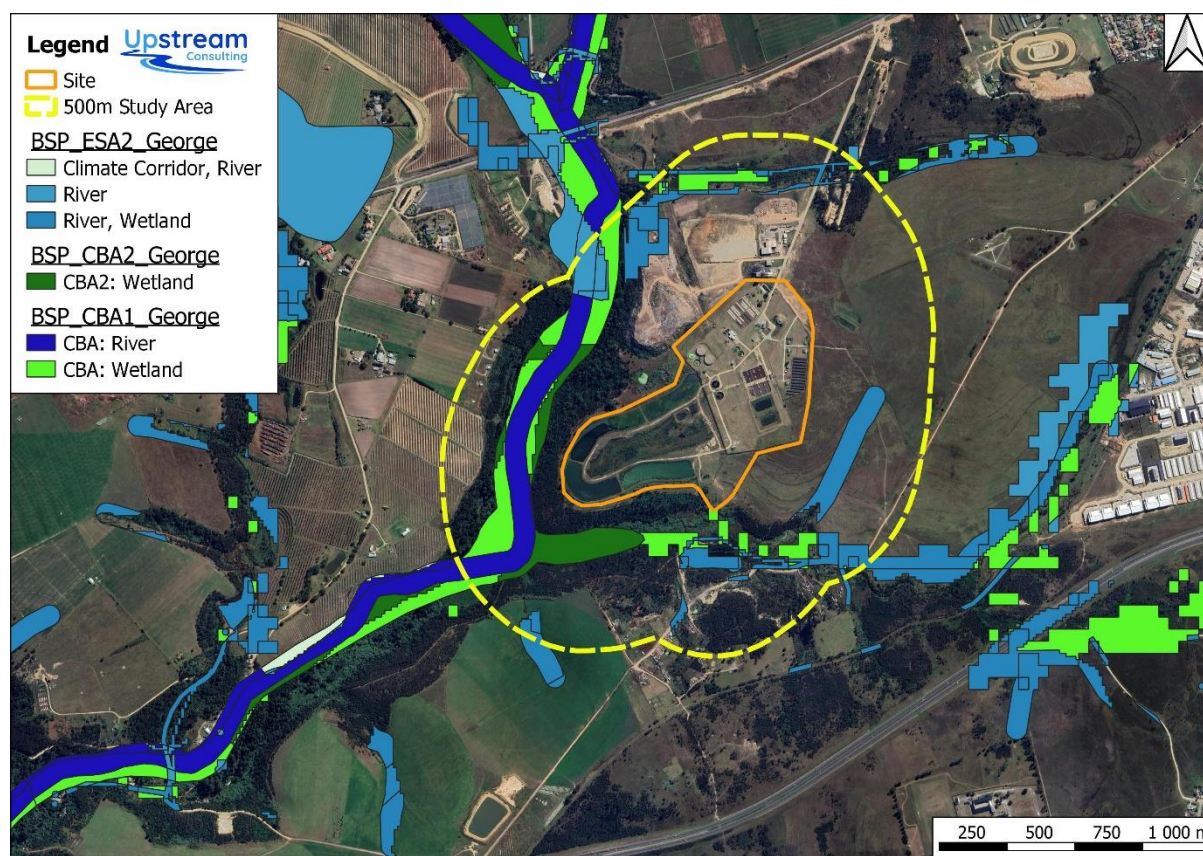 Legend
Upstream
Consulting
Site
500m Study Area
BSP_ESA2_George
Climate Corridor, River
River
River, Wetland
BSP_CBA2_George
CBA2: Wetland
BSP_CBA1_George
CBA: River
CBA: Wetland
250 500 750 1 000 m